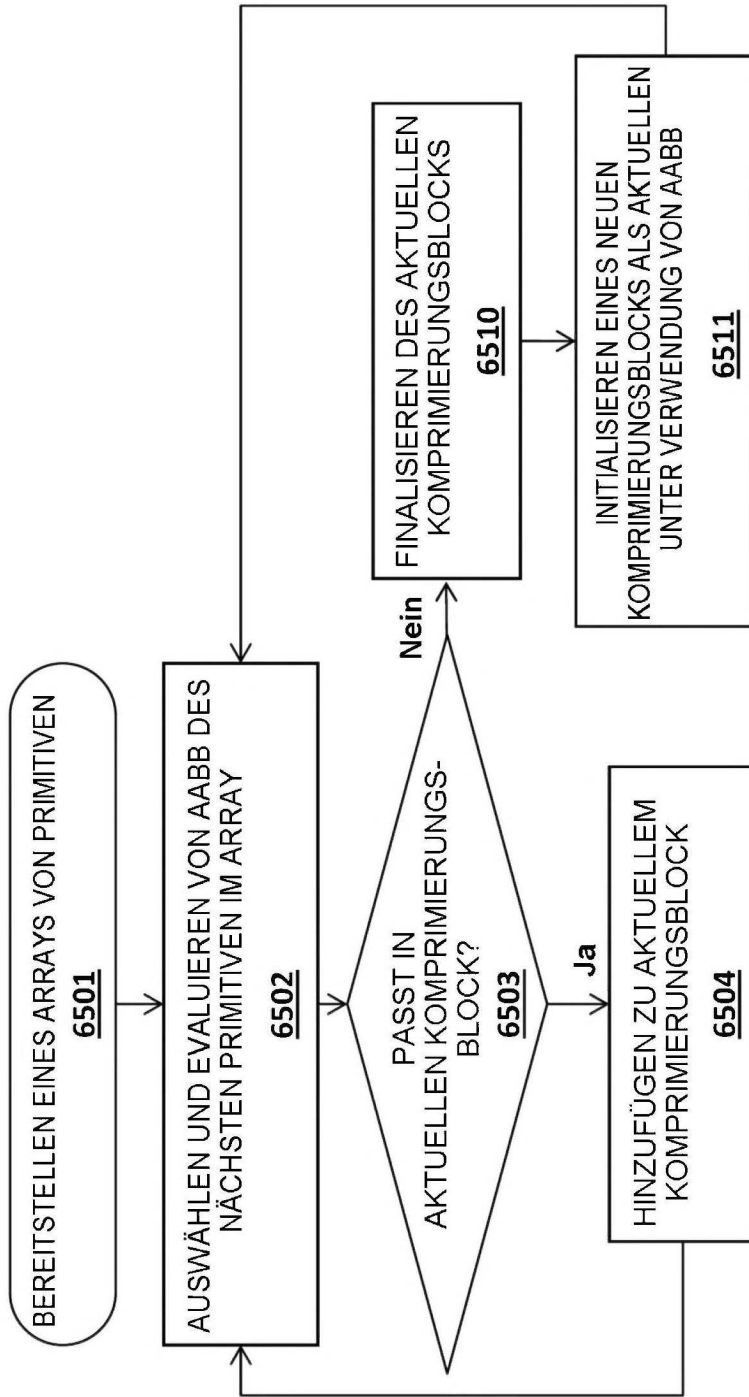 BEREITSTELLEN EINES ARRAYS VON PRIMITIVEN
6501
AUSWÄHLEN UND EVALUIEREN VON AABB DES
NÄCHSTEN PRIMITIVEN IM ARRAY
6502
PASST IN
AKTUELLEN KOMPRIMIERUNGS-
BLOCK?
6503
Ja
HINZUFÜGEN ZU AKTUELLEM
KOMPRIMIERUNGSBLOCK
6504
Nein
FINALISIEREN DES AKTUELLEN
KOMPRIMIERUNGSBLOCKS
6510
INITIALISIEREN EINES NEUEN
KOMPRIMIERUNGSBLOCKS ALS AKTUELLEN
UNTER VERWENDUNG VON AABB
6511